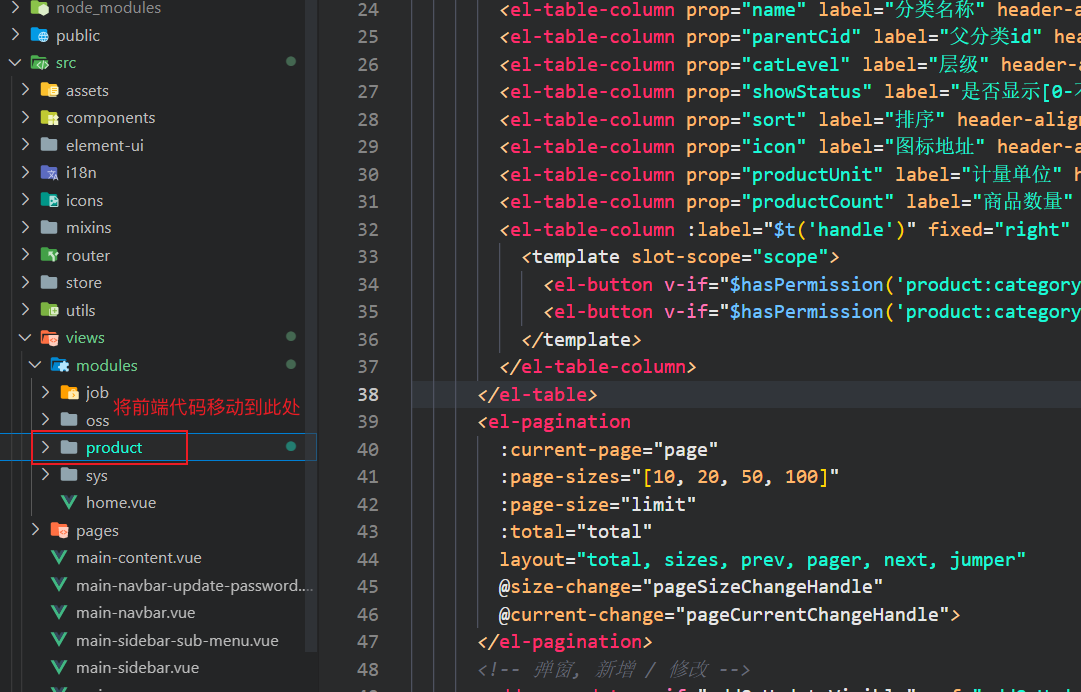 node_modules
public
src
assets
components
element-ui
i18n
icons
mixins
router
store
utils
views
modules
job
将前端代码移动到此处
oss
product
sys
home.vue
pages
main-content.vue
main-navbar-update-password....
main-navbar.vue
main-sidebar-sub-menu.vue
main-sidebar.vue
24 <el-table-column prop="name" label="分类名称" header-a
25 <el-table-column prop="parentCid" label="父分类id" hea
26 <el-table-column prop="catLevel" label="层级" header-
27 <el-table-column prop="showStatus" label="是否显示[0-
28 <el-table-column prop="sort" label="排序" header-alig
29 <el-table-column prop="icon" label="图标地址" header-a
30 <el-table-column prop="productUnit" label="计量单位" h
31 <el-table-column prop="productCount" label="商品数量"
32 <el-table-column :label="$t('handle')" fixed="right"
33 <template slot-scope="scope">
34 <el-button v-if="$hasPermission('product:category
35 <el-button v-if="$hasPermission('product:category
36 </template>
37 </el-table-column>
38 </el-table>
39 <el-pagination
40 :current-page="page"
41 :page-sizes="[10, 20, 50, 100]"
42 :page-size="limit"
43 :total="total"
44 layout="total, sizes, prev, pager, next, jumper"
45 @size-change="pageSizeChangeHandle"
46 @current-change="pageCurrentChangeHandle">
47 </el-pagination>
48 <!-- 弹窗, 新增 / 修改 -->